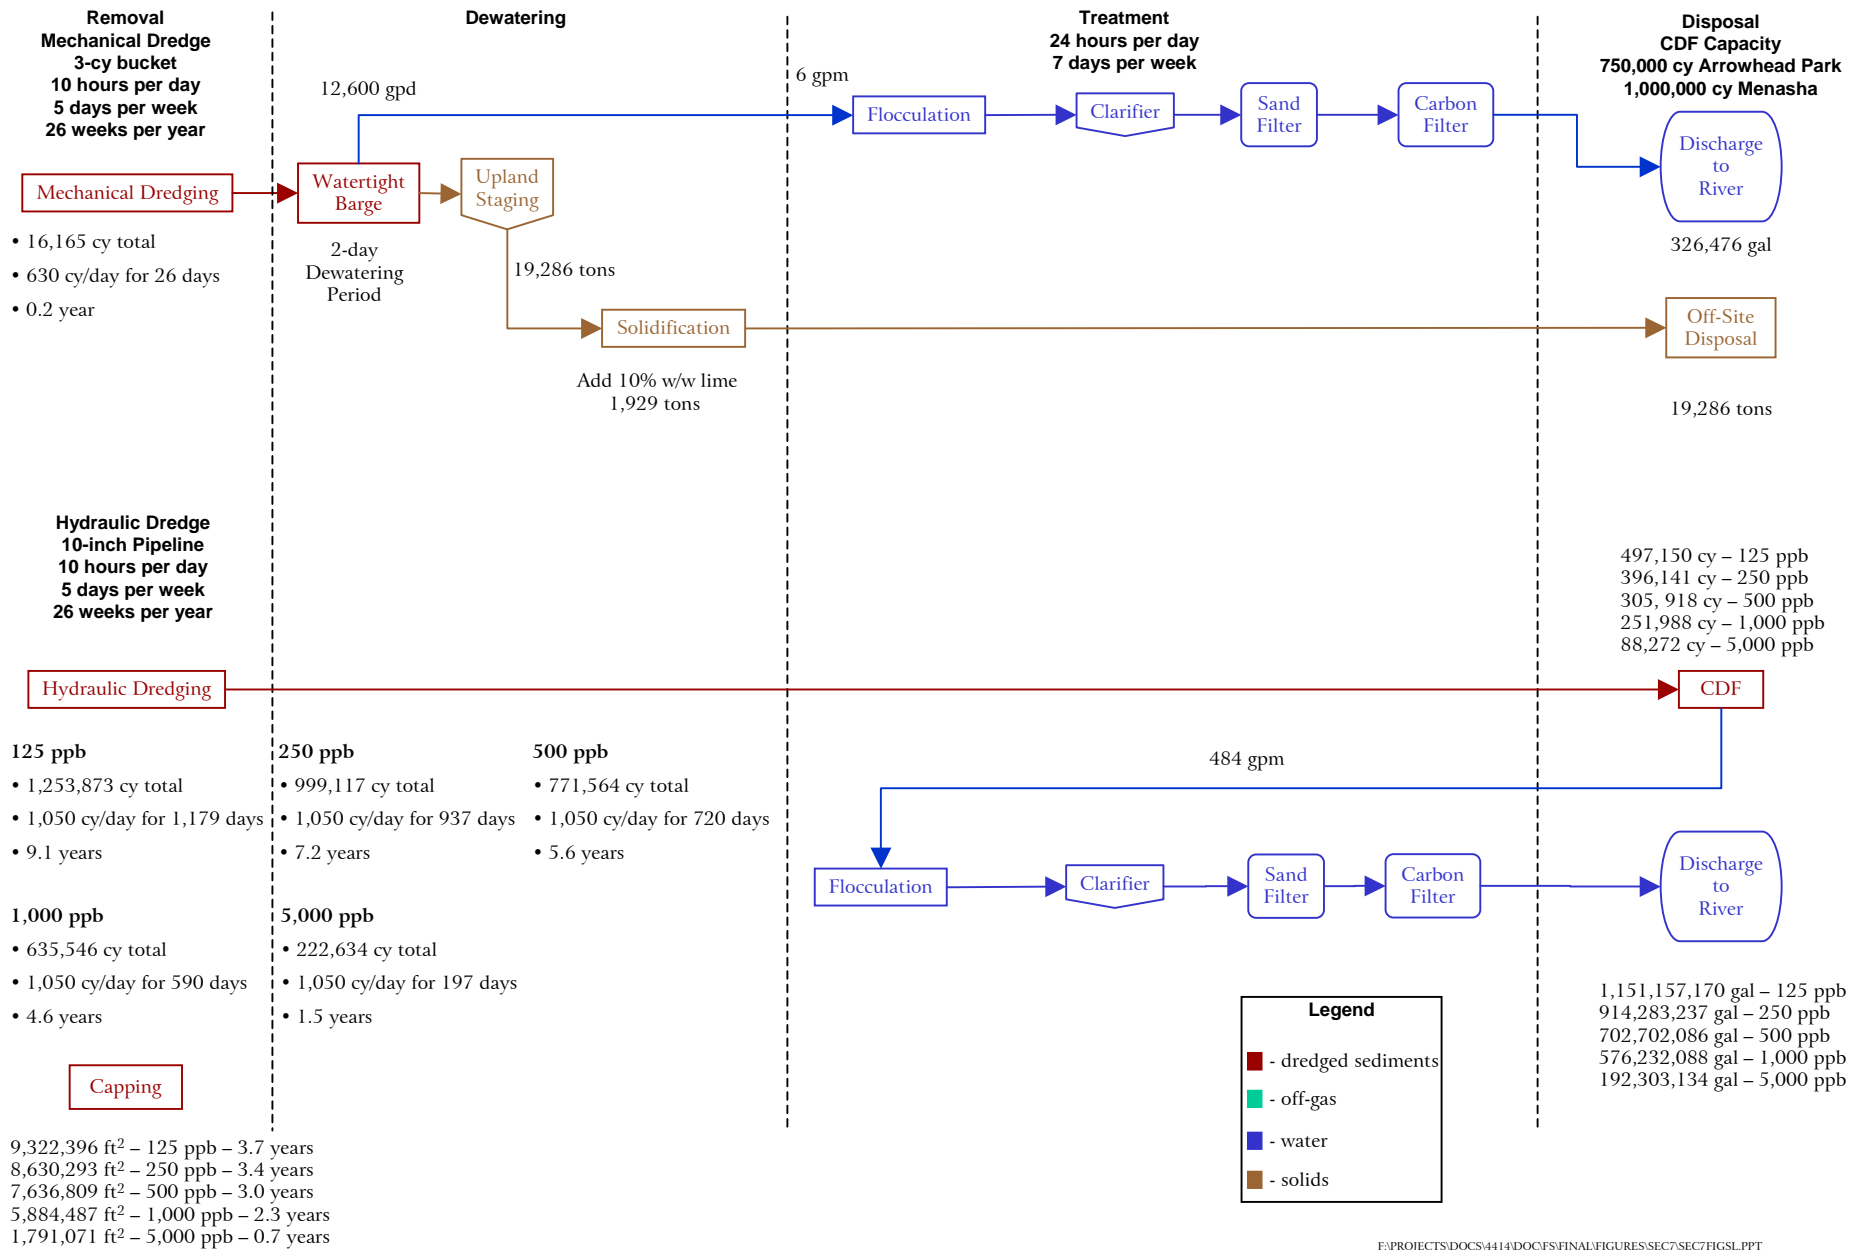 Removal
Mechanical Dredge
3-cy bucket
10 hours per day
5 days per week
26 weeks per year
Dewatering
Treatment
24 hours per day
7 days per week
Disposal
CDF Capacity
750,000 cy Arrowhead Park
1,000,000 cy Menasha
12,600 gpd
6 gpm
Flocculation
Clarifier
Sand
Filter
Carbon
Filter
Discharge
to
River
326,476 gal
Mechanical Dredging
• 16,165 cy total
• 630 cy/day for 26 days
• 0.2 year
Watertight
Barge
2-day
Dewatering
Period
Upland
Staging
19,286 tons
Solidification
Add 10% w/w lime
1,929 tons
Off-Site
Disposal
19,286 tons
Hydraulic Dredge
10-inch Pipeline
10 hours per day
5 days per week
26 weeks per year
497,150 cy – 125 ppb
396,141 cy – 250 ppb
305, 918 cy – 500 ppb
251,988 cy – 1,000 ppb
88,272 cy – 5,000 ppb
Hydraulic Dredging
CDF
125 ppb
• 1,253,873 cy total
• 1,050 cy/day for 1,179 days
• 9.1 years
250 ppb
• 999,117 cy total
• 1,050 cy/day for 937 days
• 7.2 years
500 ppb
• 771,564 cy total
• 1,050 cy/day for 720 days
• 5.6 years
484 gpm
Flocculation
Clarifier
Sand
Filter
Carbon
Filter
Discharge
to
River
1,000 ppb
• 635,546 cy total
• 1,050 cy/day for 590 days
• 4.6 years
5,000 ppb
• 222,634 cy total
• 1,050 cy/day for 197 days
• 1.5 years
1,151,157,170 gal – 125 ppb
914,283,237 gal – 250 ppb
702,702,086 gal – 500 ppb
576,232,088 gal – 1,000 ppb
192,303,134 gal – 5,000 ppb
Legend
- dredged sediments
- off-gas
- water
- solids
Capping
9,322,396 ft² – 125 ppb – 3.7 years
8,630,293 ft² – 250 ppb – 3.4 years
7,636,809 ft² – 500 ppb – 3.0 years
5,884,487 ft² – 1,000 ppb – 2.3 years
1,791,071 ft² – 5,000 ppb – 0.7 years
F:\PROJECTS\DOCS\4414\DOC\FS\FINAL\FIGURES\SEC7\SEC7FIGSL.PPT